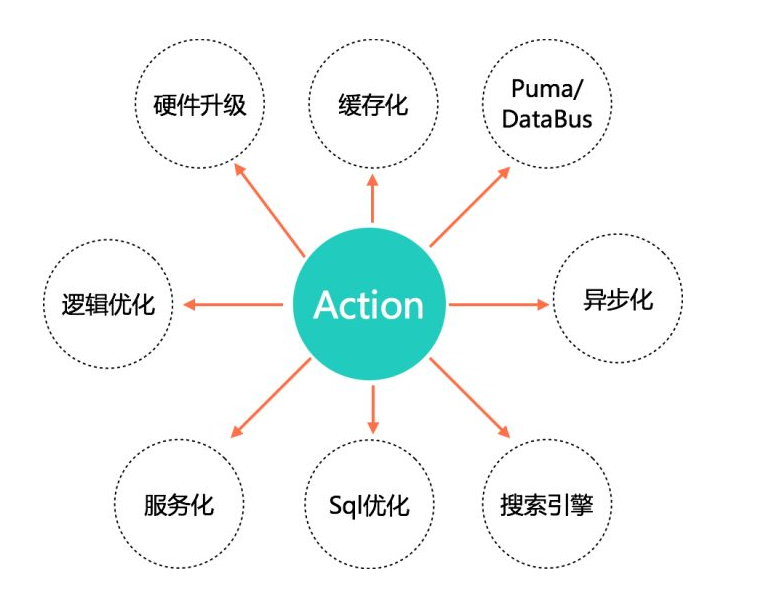 硬件升级
缓存化
Puma/
DataBus
逻辑优化
Action
异步化
服务化
Sql优化
搜索引擎